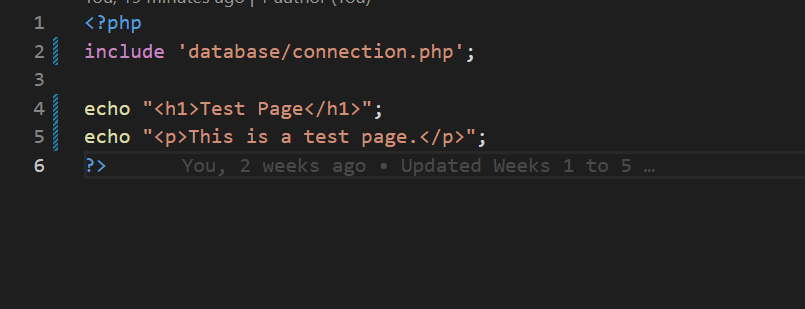 You, 19 minutes ago | 1 author (You)
1 <?php
2 include 'database/connection.php';
3
4 echo "<h1>Test Page</h1>";
5 echo "<p>This is a test page.</p>";
6 ?> You, 2 weeks ago • Updated Weeks 1 to 5 …